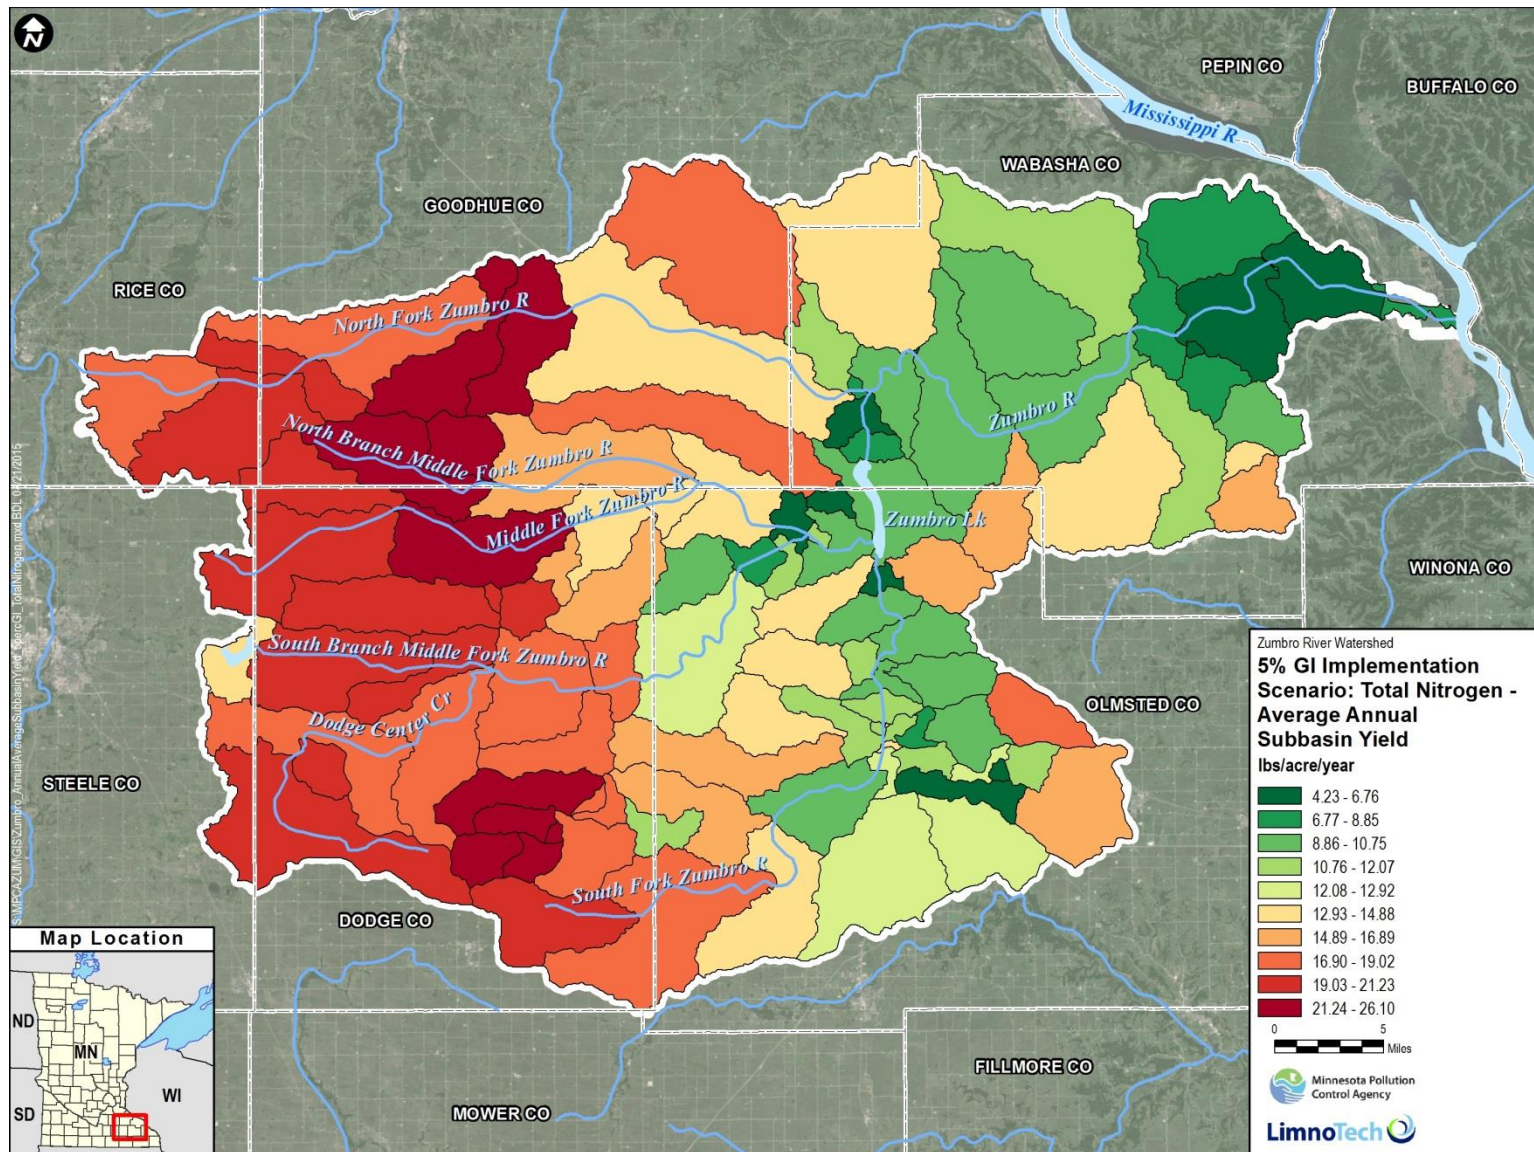 N
PEPIN CO
BUFFALO CO
Mississippi R
WABASHA CO
GOODHUE CO
RICE CO
North Fork Zumbro R
Zumbro R
North Branch Middle Fork Zumbro R
Middle Fork Zumbro R
Zumbro Lk
WINONA CO
South Branch Middle Fork Zumbro R
Dodge Center Cr
OLMSTED CO
STEELE CO
South Fork Zumbro R
DODGE CO
FILLMORE CO
MOWER CO
Map Location
ND
MN
SD
WI
Zumbro River Watershed
5% GI Implementation
Scenario: Total Nitrogen -
Average Annual
Subbasin Yield
lbs/acre/year
4.23 - 6.76
6.77 - 8.85
8.86 - 10.75
10.76 - 12.07
12.08 - 12.92
12.93 - 14.88
14.89 - 16.89
16.90 - 19.02
19.03 - 21.23
21.24 - 26.10
0 5
Miles
Minnesota Pollution
Control Agency
LimnoTech